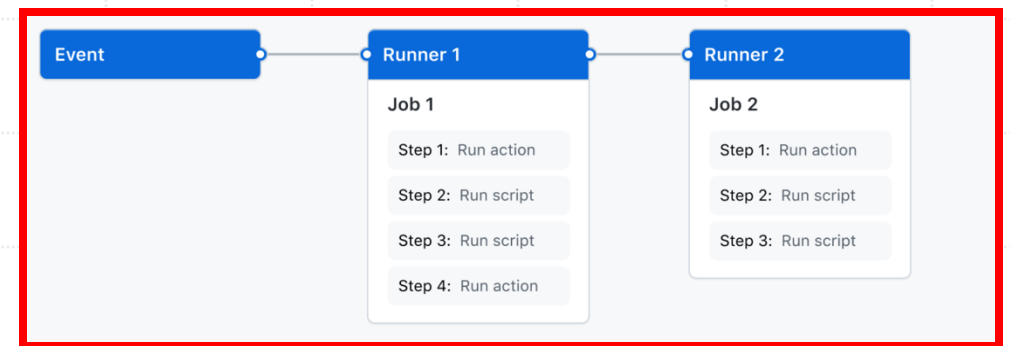 Event
Runner 1
Job 1
Step 1: Run action
Step 2: Run script
Step 3: Run script
Step 4: Run action
Runner 2
Job 2
Step 1: Run action
Step 2: Run script
Step 3: Run script